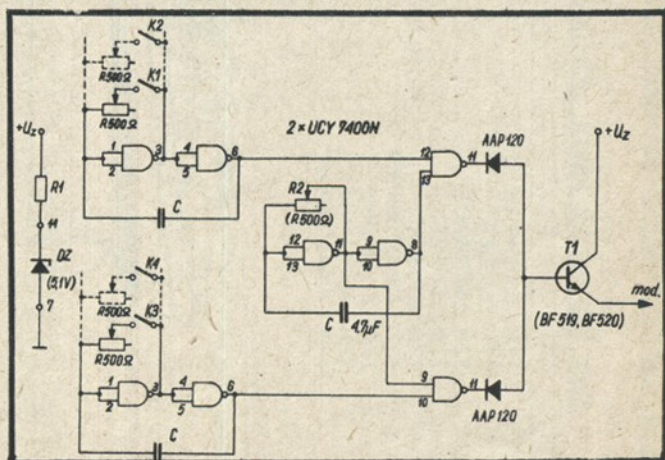 K2
R500Ω
K1
R500Ω
1
2
3
4
5
6
C
2×UCY 7400N
+Uz
R1
14
DZ
(5,1V)
7
R2
(R500Ω)
12
13
11
9
10
8
C 4,7µF
12
13
11
AAP120
+Uz
T1
mod.
(BF519, BF520)
K4
R500Ω
K3
R500Ω
1
2
3
4
5
6
C
9
10
11
AAP120